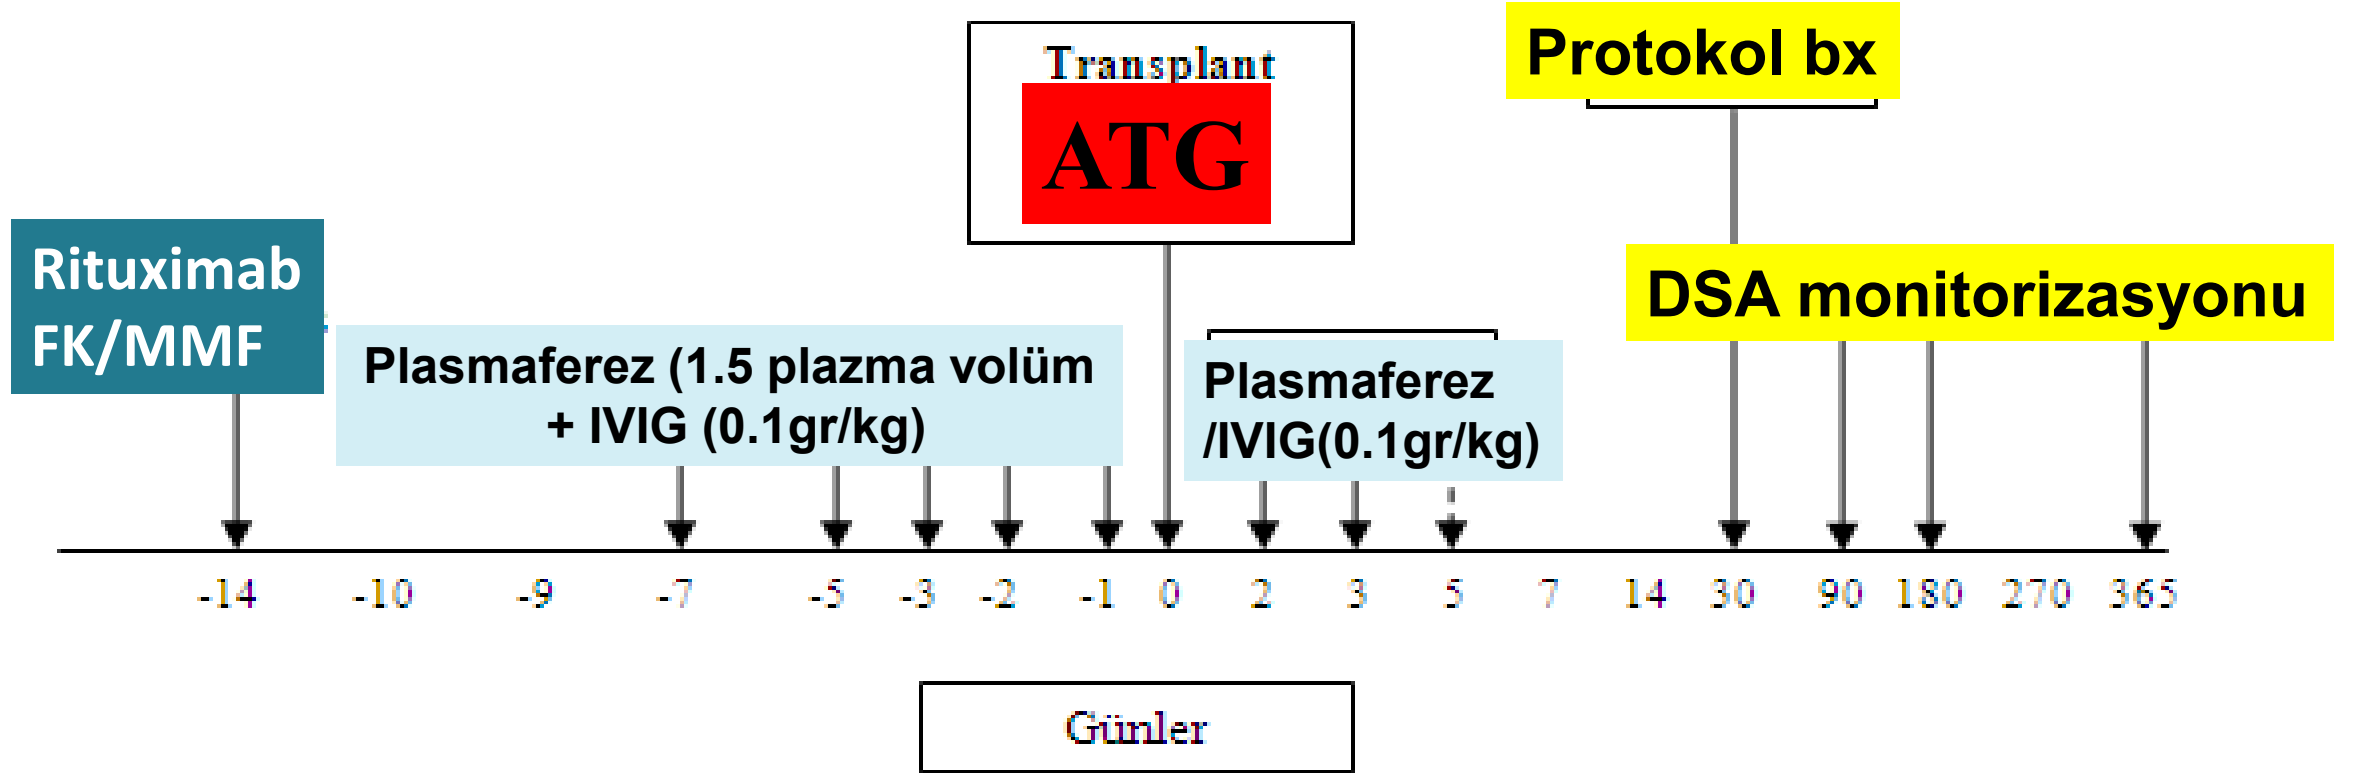 Transplant
ATG
Protokol bx
Rituximab
FK/MMF
Plasmaferez (1.5 plazma volüm
+ IVIG (0.1gr/kg)
Plasmaferez
/IVIG(0.1gr/kg)
DSA monitorizasyonu
-14 -10 -9 -7 -5 -3 -2 -1 0 2 3 5 7 14 30 90 180 270 365
Günler